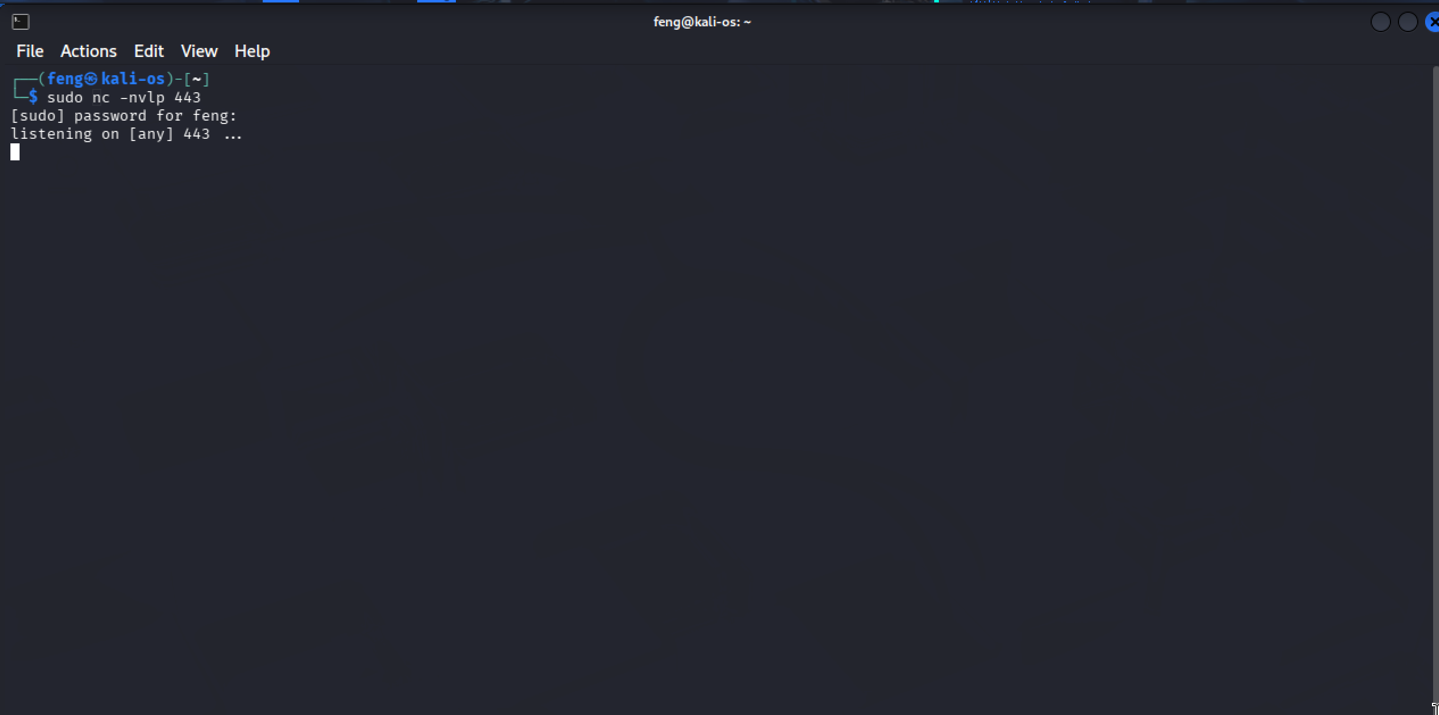 feng@kali-os: ~
File Actions Edit View Help
┌──(feng㉿kali-os)-[~]
└─$ sudo nc -nvlp 443
[sudo] password for feng:
listening on [any] 443 ...